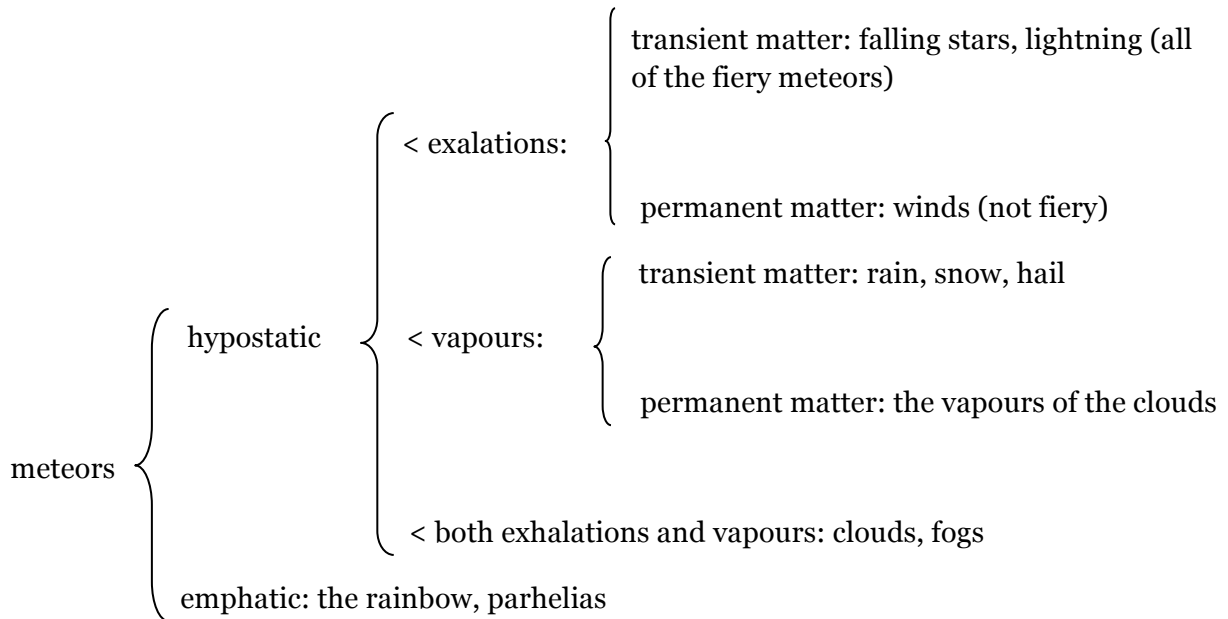 transient matter: falling stars, lightning (all
of the fiery meteors)
< exalations:
permanent matter: winds (not fiery)
transient matter: rain, snow, hail
hypostatic
< vapours:
permanent matter: the vapours of the clouds
meteors
< both exhalations and vapours: clouds, fogs
emphatic: the rainbow, parhelias